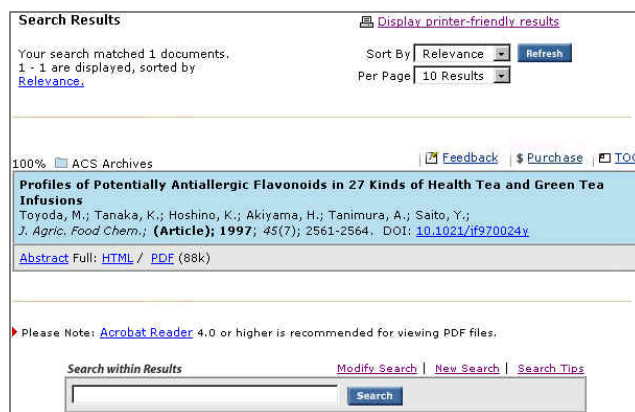 Search Results
Display printer-friendly results
Your search matched 1 documents.
1 - 1 are displayed, sorted by
Relevance.
Sort By Relevance Refresh
Per Page 10 Results
100% ACS Archives
Feedback | $ Purchase | TOC
Profiles of Potentially Antiallergic Flavonoids in 27 Kinds of Health Tea and Green Tea
Infusions
Toyoda, M.; Tanaka, K.; Hoshino, K.; Akiyama, H.; Tanimura, A.; Saito, Y.;
J. Agric. Food Chem.; (Article); 1997; 45(7); 2561-2564. DOI: 10.1021/jf970024y
Abstract Full: HTML / PDF (88k)
Please Note: Acrobat Reader 4.0 or higher is recommended for viewing PDF files.
Search within Results
Modify Search | New Search | Search Tips
Search